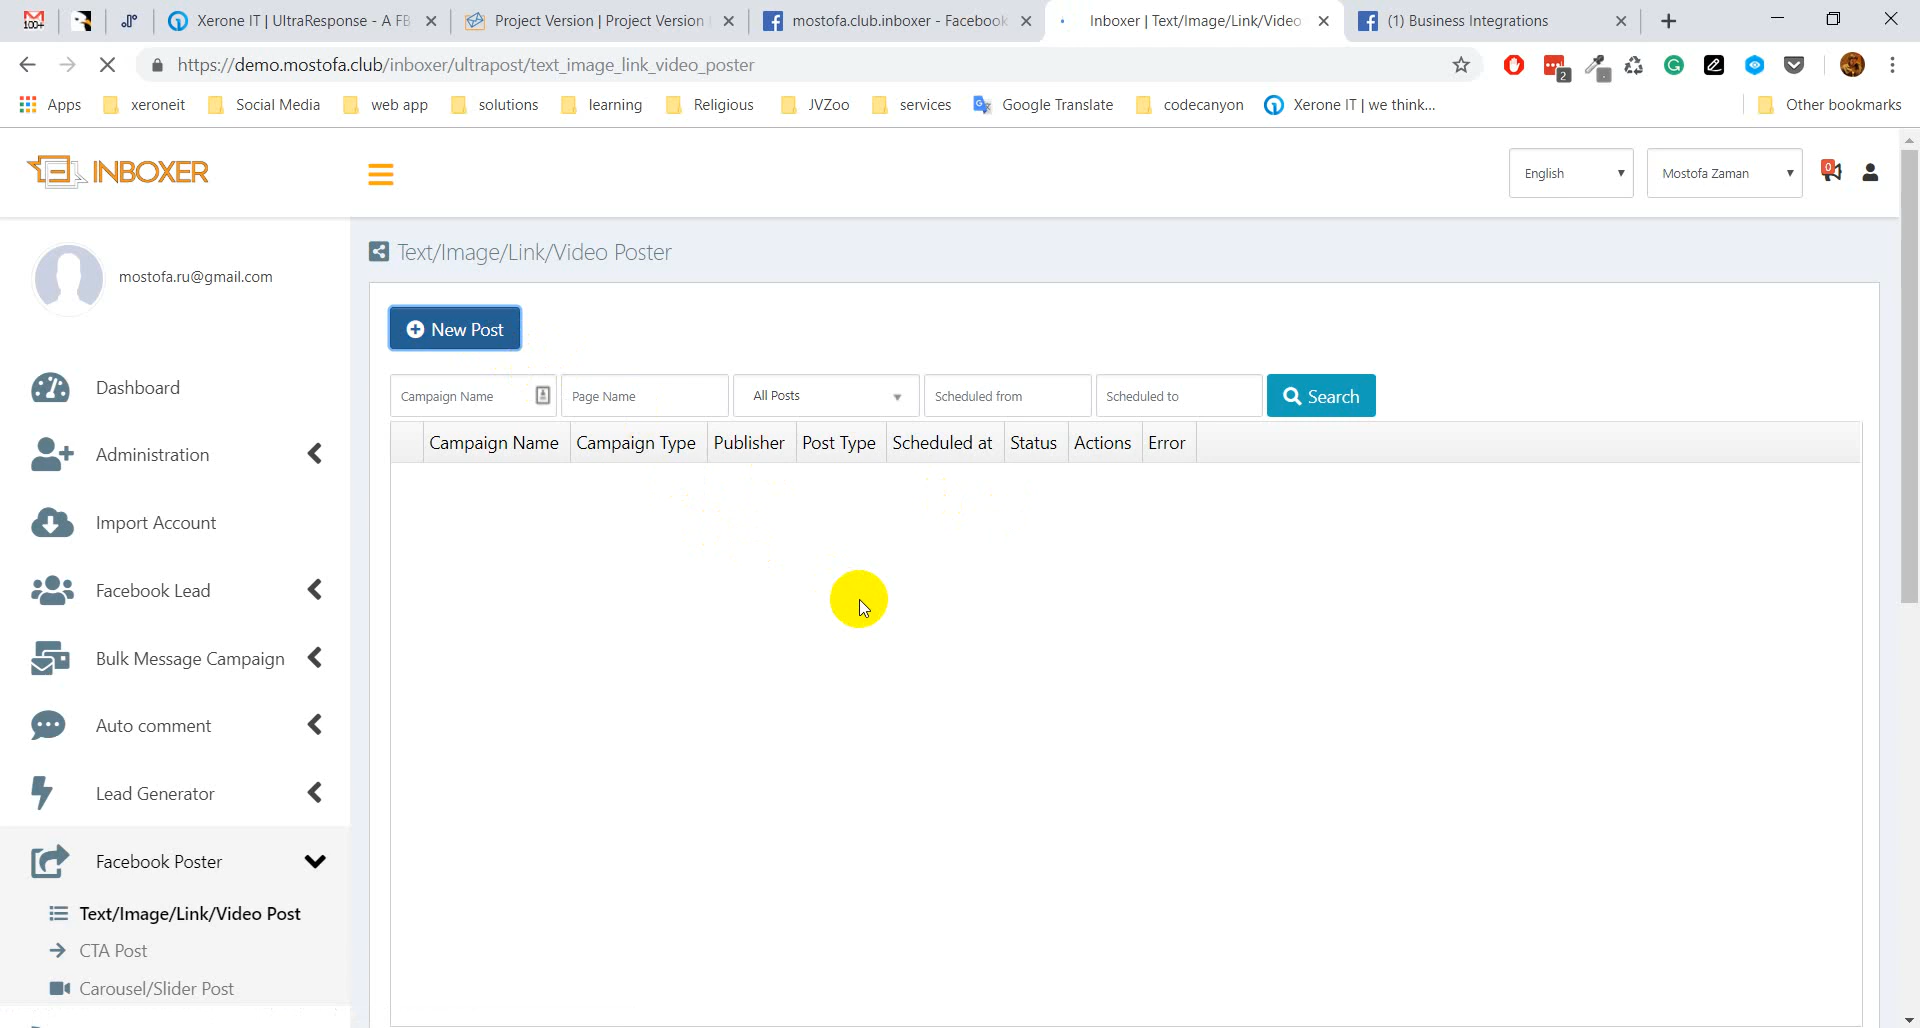 100+
Xerone IT | UltraResponse - A FB
Project Version | Project Version
mostofa.club.inboxer - Facebook
Inboxer | Text/Image/Link/Video
(1) Business Integrations
https://demo.mostofa.club/inboxer/ultrapost/text_image_link_video_poster
2
Apps
xeroneit
Social Media
web app
solutions
learning
Religious
JVZoo
services
Google Translate
codecanyon
Xerone IT | we think...
Other bookmarks
INBOXER
English
Mostofa Zaman
0
mostofa.ru@gmail.com
Text/Image/Link/Video Poster
New Post
Campaign Name
Page Name
All Posts
Scheduled from
Scheduled to
Search
Campaign Name Campaign Type Publisher Post Type Scheduled at Status Actions Error
Dashboard
Administration
Import Account
Facebook Lead
Bulk Message Campaign
Auto comment
Lead Generator
Facebook Poster
Text/Image/Link/Video Post
CTA Post
Carousel/Slider Post